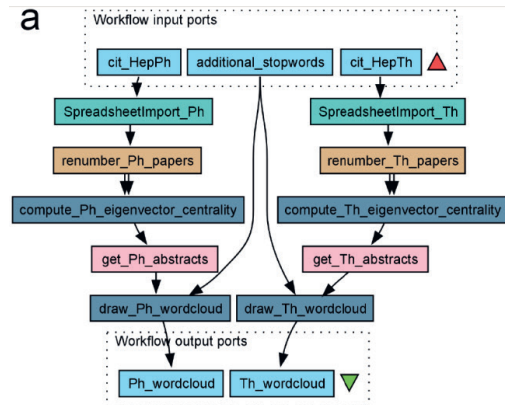 a
Workflow input ports
cit_HepPh additional_stopwords cit_HepTh
SpreadsheetImport_Ph SpreadsheetImport_Th
renumber_Ph_papers renumber_Th_papers
compute_Ph_eigenvector_centrality compute_Th_eigenvector_centrality
get_Ph_abstracts get_Th_abstracts
draw_Ph_wordcloud draw_Th_wordcloud
Workflow output ports
Ph_wordcloud Th_wordcloud